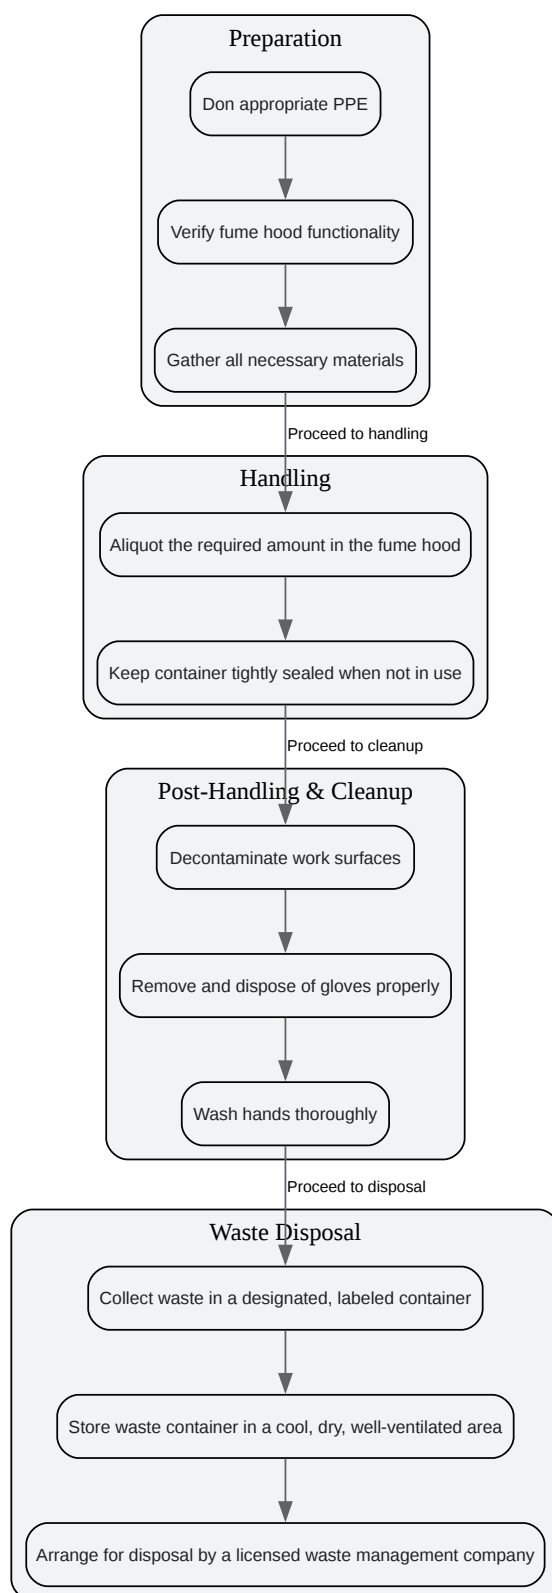 Preparation
Don appropriate PPE
Verify fume hood functionality
Gather all necessary materials
Proceed to handling
Handling
Aliquot the required amount in the fume hood
Keep container tightly sealed when not in use
Proceed to cleanup
Post-Handling & Cleanup
Decontaminate work surfaces
Remove and dispose of gloves properly
Wash hands thoroughly
Proceed to disposal
Waste Disposal
Collect waste in a designated, labeled container
Store waste container in a cool, dry, well-ventilated area
Arrange for disposal by a licensed waste management company